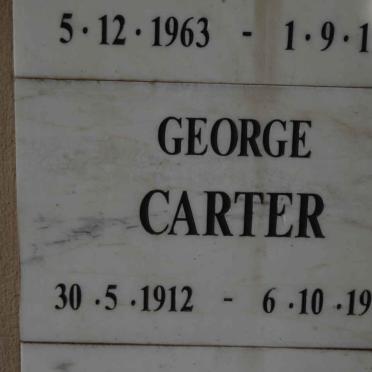 5·12·1963 - 1·9·1
GEORGE
CARTER
30·5·1912 - 6·10·19